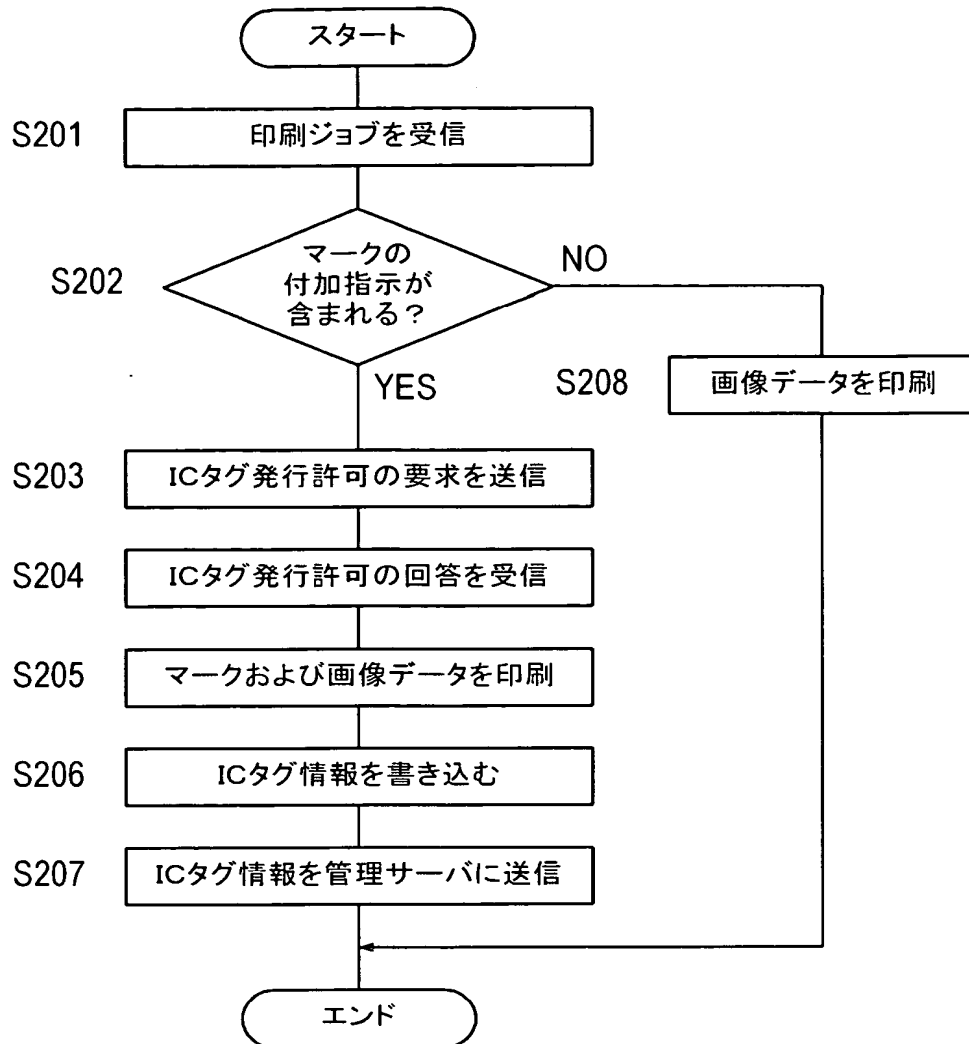 スタート
S201
印刷ジョブを受信
S202
マークの
付加指示が
含まれる?
NO
YES
S208
画像データを印刷
S203
ICタグ発行許可の要求を送信
S204
ICタグ発行許可の回答を受信
S205
マークおよび画像データを印刷
S206
ICタグ情報を書き込む
S207
ICタグ情報を管理サーバに送信
エンド